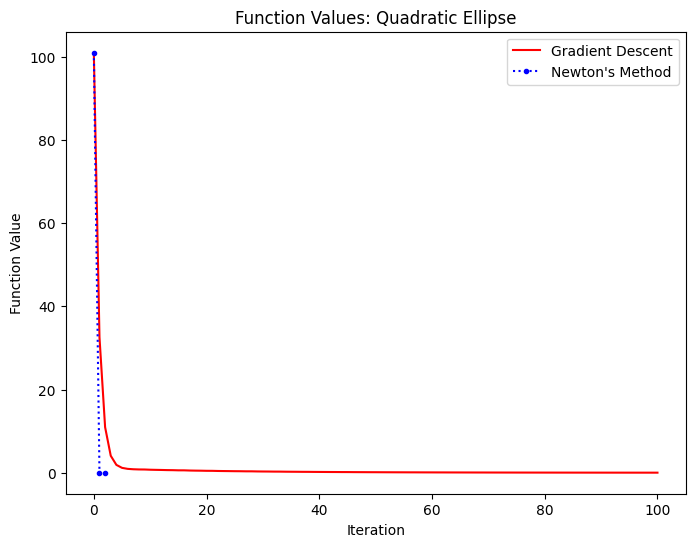 Function Values: Quadratic Ellipse
Gradient Descent
Newton's Method
Function Value
100
80
60
40
20
0
0 20 40 60 80 100
Iteration